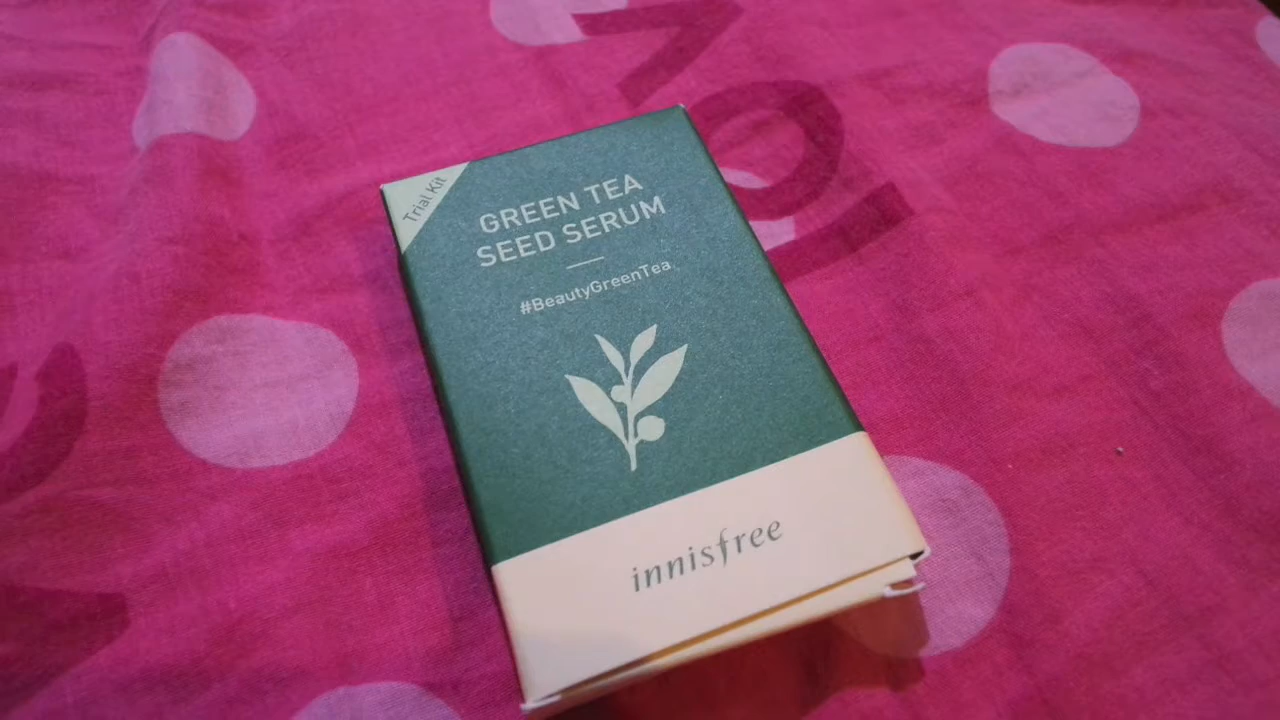 Trial Kit
GREEN TEA
SEED SERUM
#BeautyGreenTea
innisfree